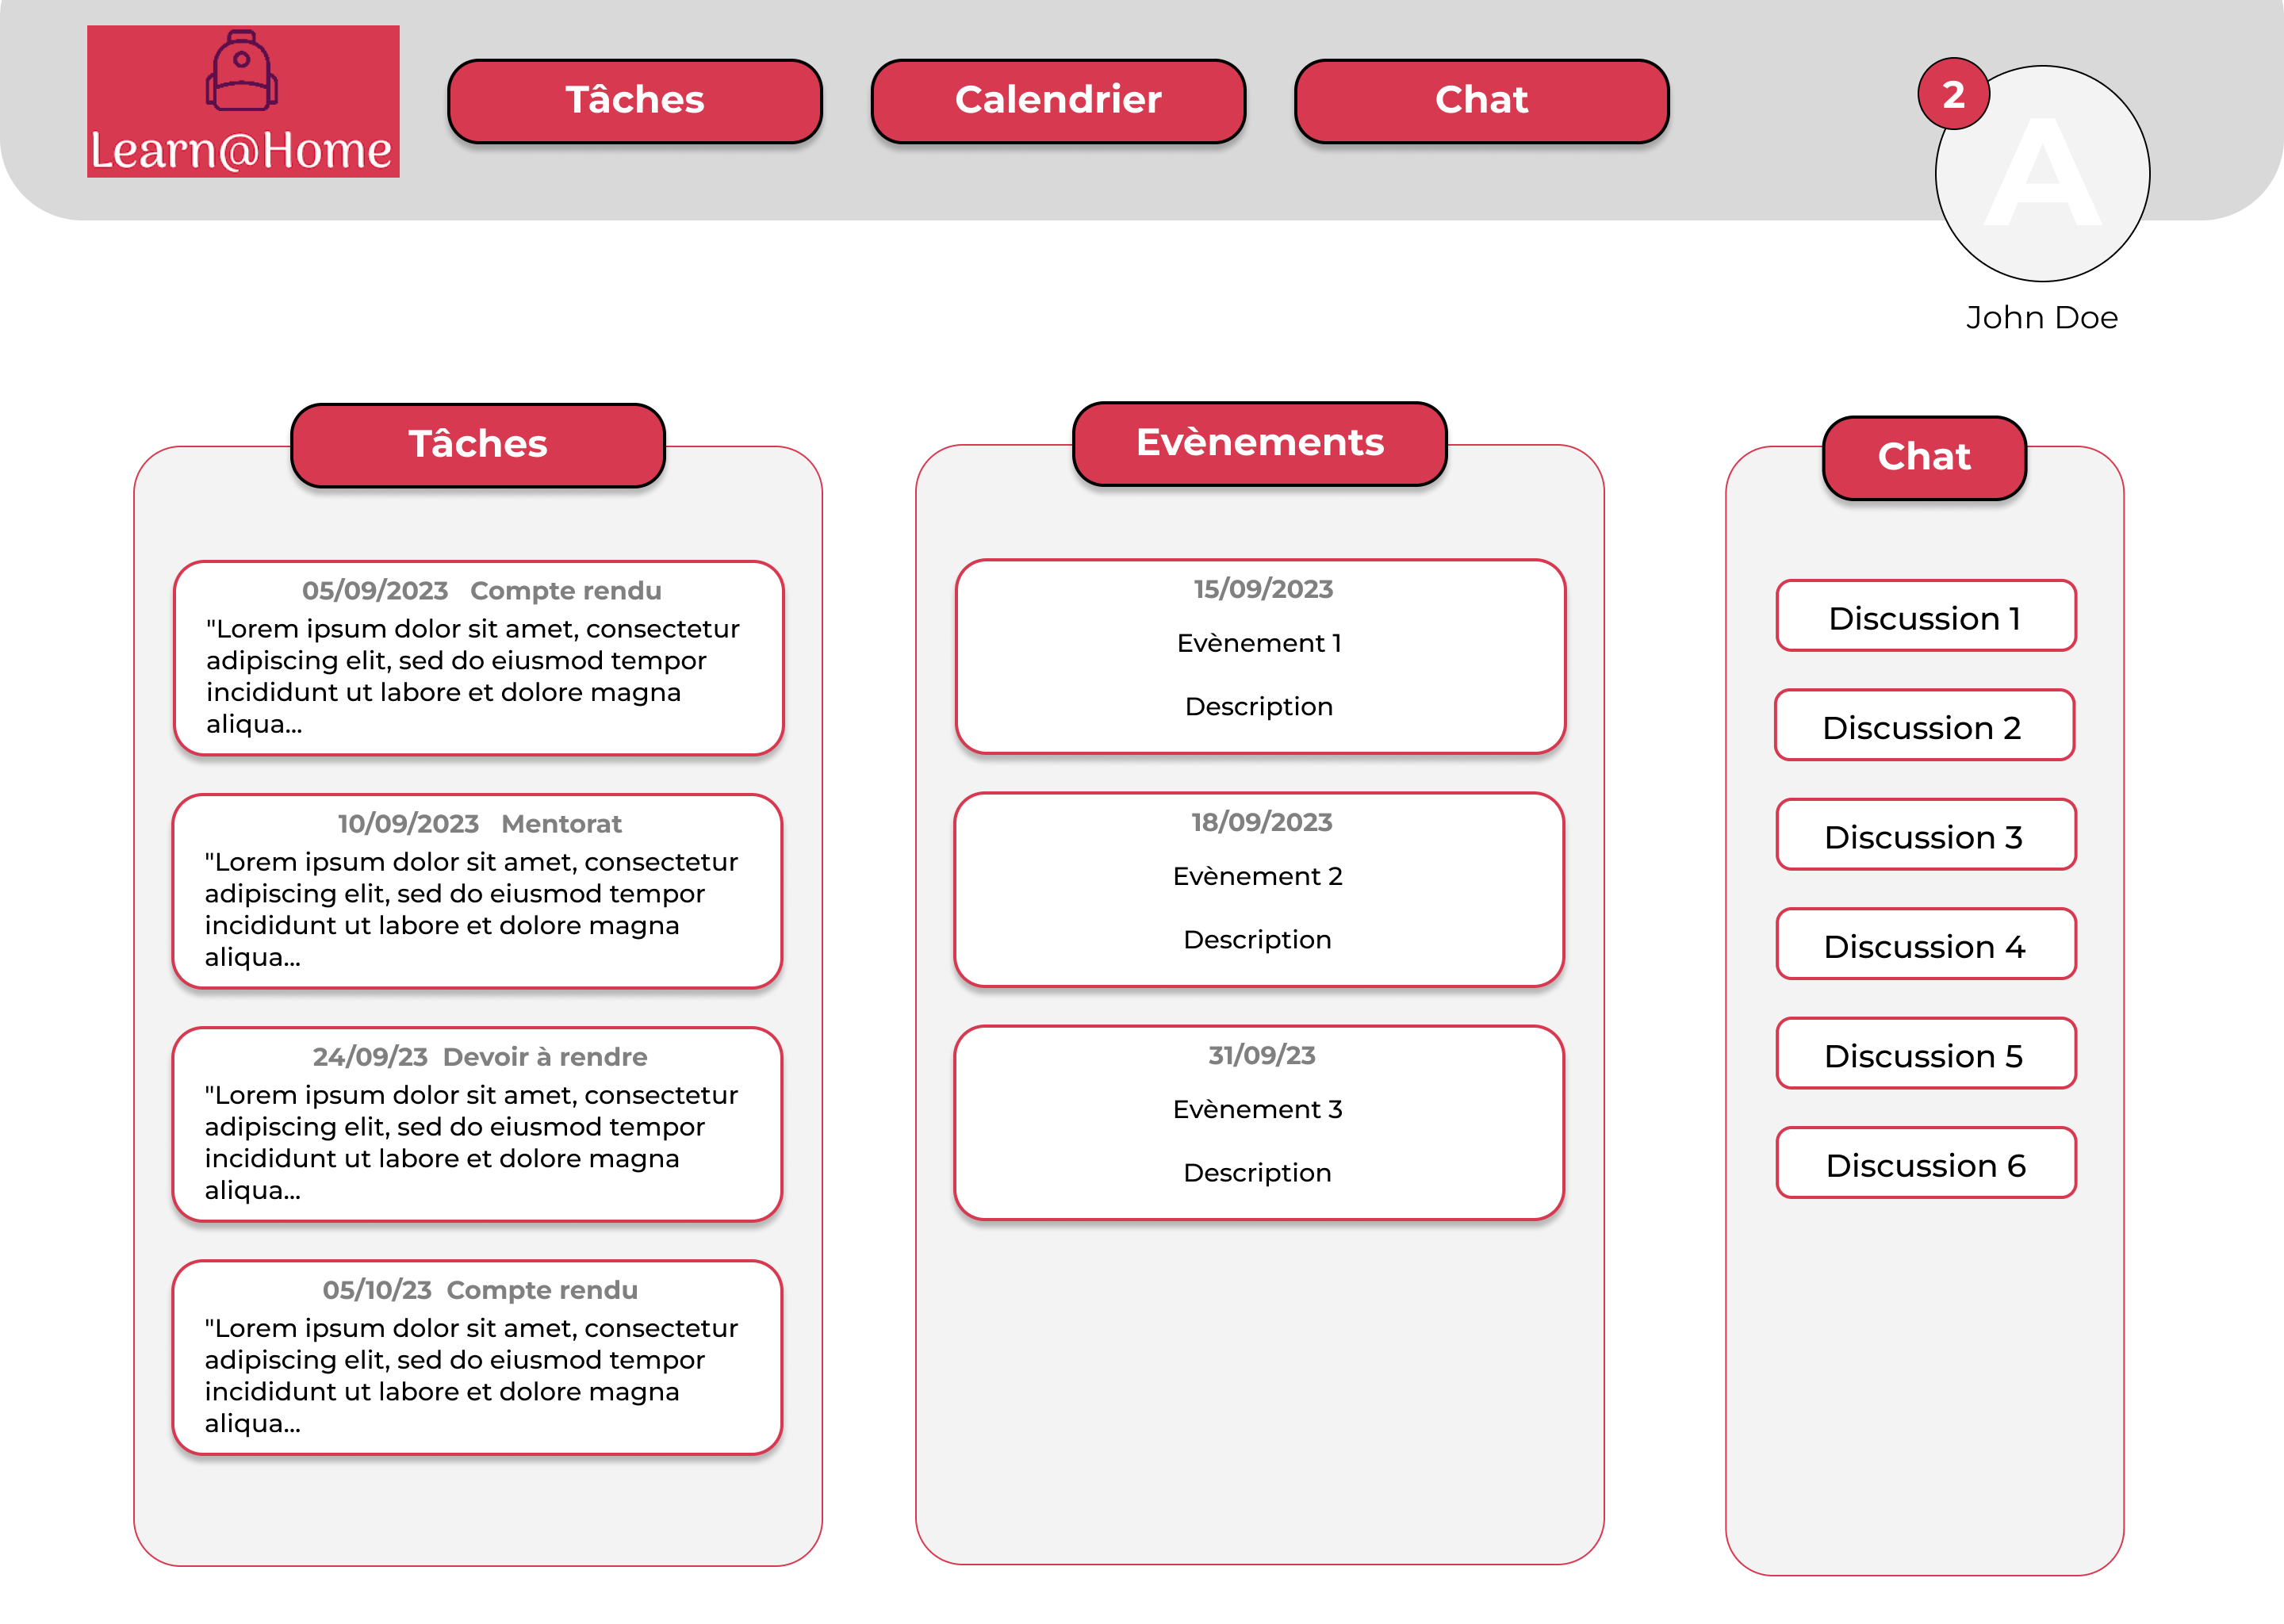 Learn@Home
Tâches
Calendrier
Chat
2
A
John Doe
Tâches
05/09/2023 Compte rendu
"Lorem ipsum dolor sit amet, consectetur
adipiscing elit, sed do eiusmod tempor
incididunt ut labore et dolore magna
aliqua...
10/09/2023 Mentorat
"Lorem ipsum dolor sit amet, consectetur
adipiscing elit, sed do eiusmod tempor
incididunt ut labore et dolore magna
aliqua...
24/09/23 Devoir à rendre
"Lorem ipsum dolor sit amet, consectetur
adipiscing elit, sed do eiusmod tempor
incididunt ut labore et dolore magna
aliqua...
05/10/23 Compte rendu
"Lorem ipsum dolor sit amet, consectetur
adipiscing elit, sed do eiusmod tempor
incididunt ut labore et dolore magna
aliqua...
Evènements
15/09/2023
Evènement 1
Description
18/09/2023
Evènement 2
Description
31/09/23
Evènement 3
Description
Chat
Discussion 1
Discussion 2
Discussion 3
Discussion 4
Discussion 5
Discussion 6